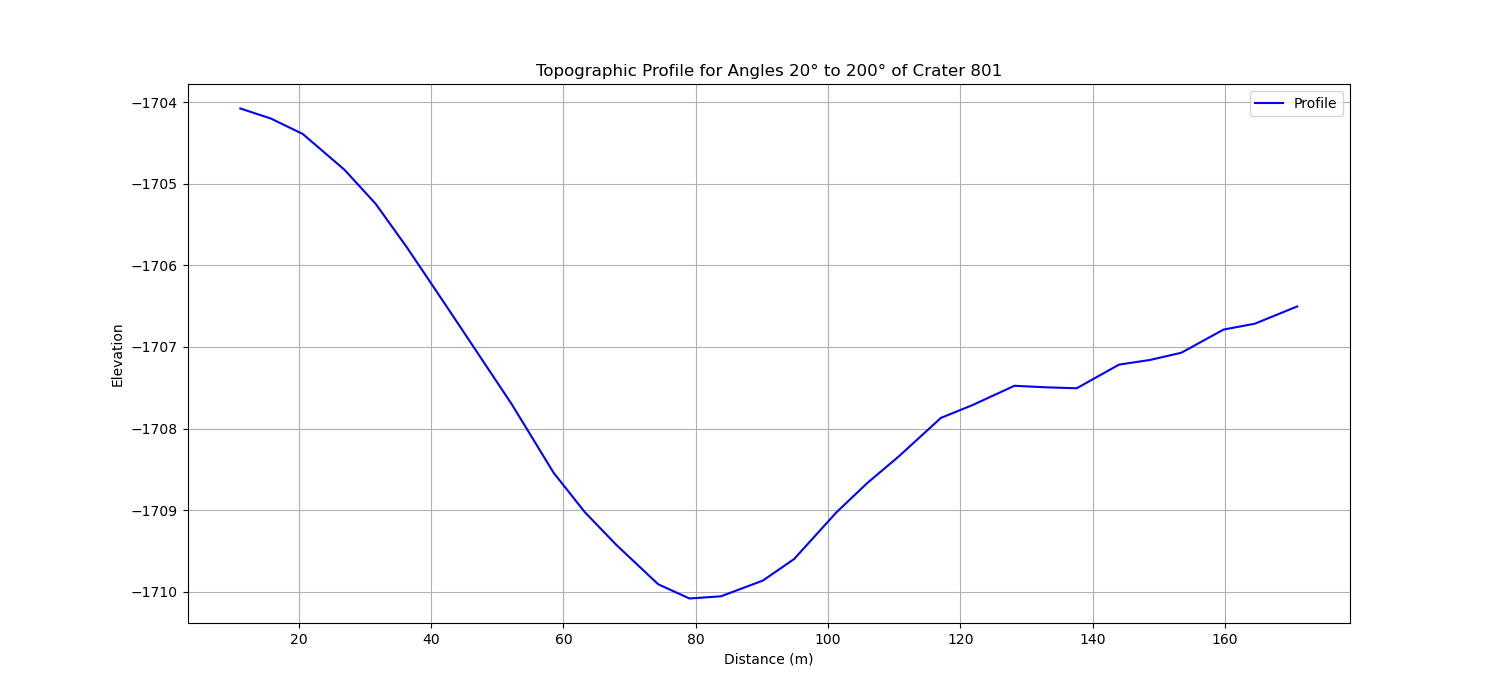 Topographic Profile for Angles 20° to 200° of Crater 801
Profile
−1704
−1705
−1706
−1707
−1708
−1709
−1710
Elevation
20 40 60 80 100 120 140 160
Distance (m)